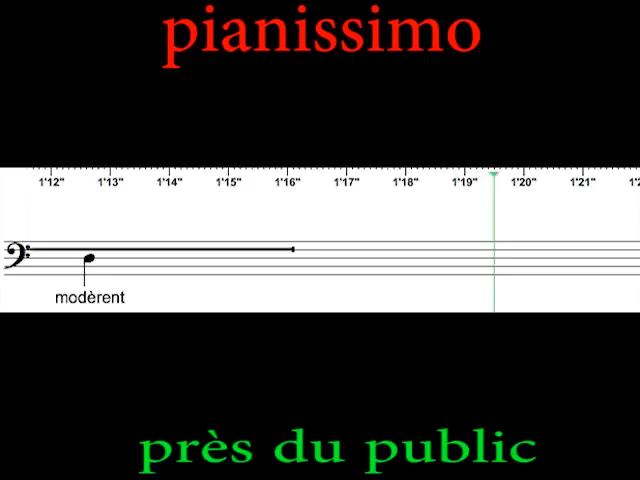 pianissimo
1'12" 1'13" 1'14" 1'15" 1'16" 1'17" 1'18" 1'19" 1'20" 1'21"
modèrent
près du public